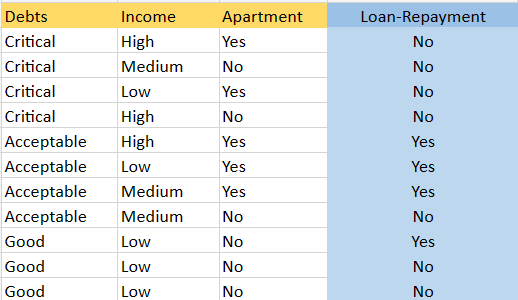 Debts Income Apartment Loan-Repayment
Critical High Yes No
Critical Medium No No
Critical Low Yes No
Critical High No No
Acceptable High Yes Yes
Acceptable Low Yes Yes
Acceptable Medium Yes Yes
Acceptable Medium No No
Good Low No Yes
Good Low No No
Good Low No No